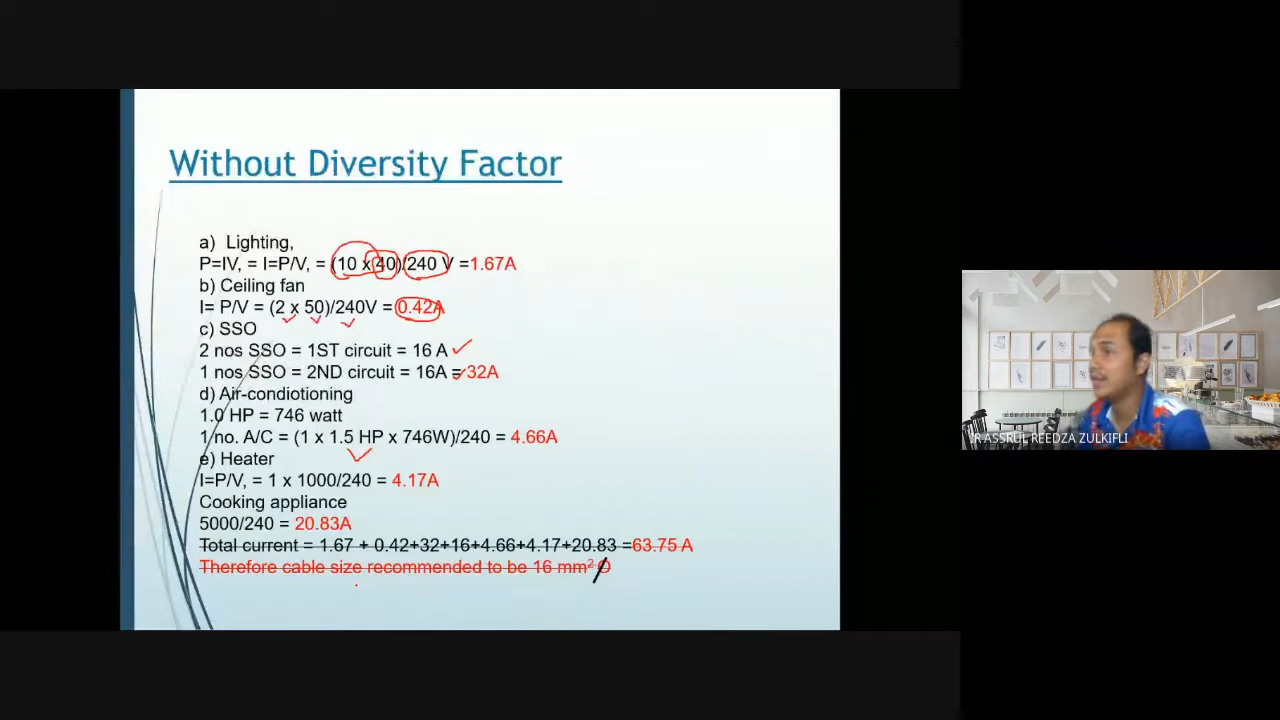 Without Diversity Factor
a) Lighting,
P=IV, = I=P/V, = (10 x 40)/240 V =1.67A
b) Ceiling fan
I= P/V = (2 x 50)/240V = 0.42A
c) SSO
2 nos SSO = 1ST circuit = 16 A
1 nos SSO = 2ND circuit = 16A = 32A
d) Air-condiotioning
1.0 HP = 746 watt
1 no. A/C = (1 x 1.5 HP x 746W)/240 = 4.66A
e) Heater
I=P/V, = 1 x 1000/240 = 4.17A
Cooking appliance
5000/240 = 20.83A
Total current = 1.67 + 0.42+32+16+4.66+4.17+20.83 =63.75 A
Therefore cable size recommended to be 16 mm²
R ASSRUL REEDZA ZULKIFLI